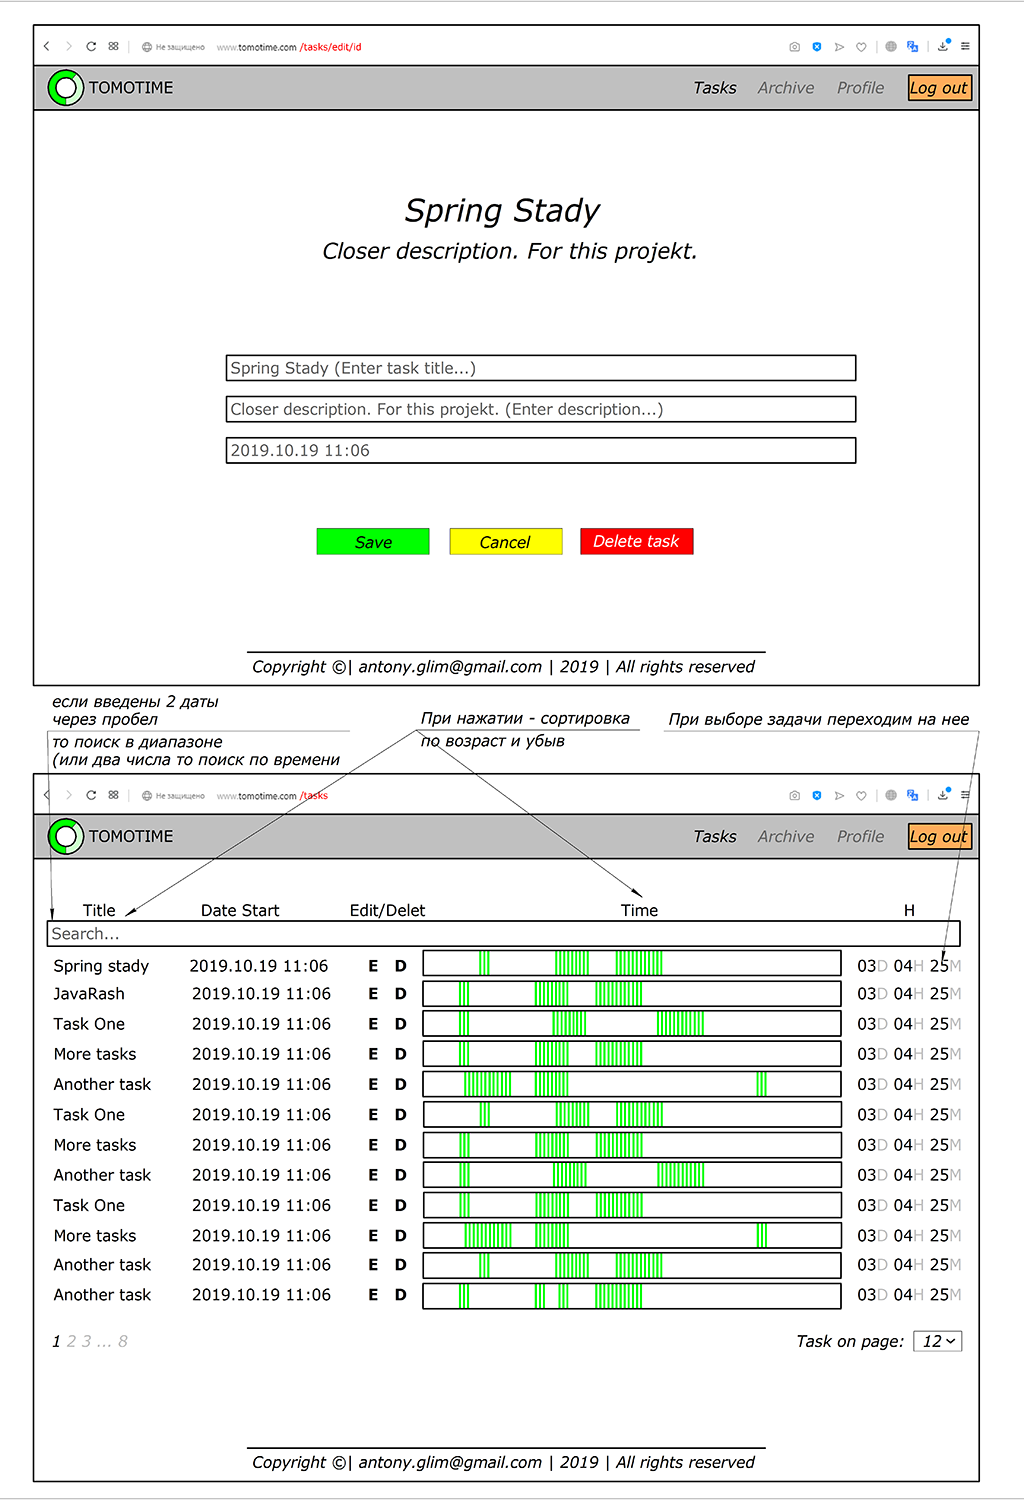 Не защищено www.tomotime.com /tasks/edit/id
TOMOTIME Tasks Archive Profile Log out
Spring Stady
Closer description. For this projekt.
Spring Stady (Enter task title...)
Closer description. For this projekt. (Enter description...)
2019.10.19 11:06
Save Cancel Delete task
Copyright ©| antony.glim@gmail.com | 2019 | All rights reserved
если введены 2 даты
через пробел
то поиск в диапазоне
(или два числа то поиск по времени
При нажатии - сортировка
по возраст и убыв
При выборе задачи переходим на нее
Не защищено www.tomotime.com /tasks
TOMOTIME Tasks Archive Profile Log out
Title Date Start Edit/Delet Time H
Search...
Spring stady 2019.10.19 11:06 E D 03D 04H 25M
JavaRash 2019.10.19 11:06 E D 03D 04H 25M
Task One 2019.10.19 11:06 E D 03D 04H 25M
More tasks 2019.10.19 11:06 E D 03D 04H 25M
Another task 2019.10.19 11:06 E D 03D 04H 25M
Task One 2019.10.19 11:06 E D 03D 04H 25M
More tasks 2019.10.19 11:06 E D 03D 04H 25M
Another task 2019.10.19 11:06 E D 03D 04H 25M
Task One 2019.10.19 11:06 E D 03D 04H 25M
More tasks 2019.10.19 11:06 E D 03D 04H 25M
Another task 2019.10.19 11:06 E D 03D 04H 25M
Another task 2019.10.19 11:06 E D 03D 04H 25M
1 2 3 ... 8 Task on page: 12
Copyright ©| antony.glim@gmail.com | 2019 | All rights reserved